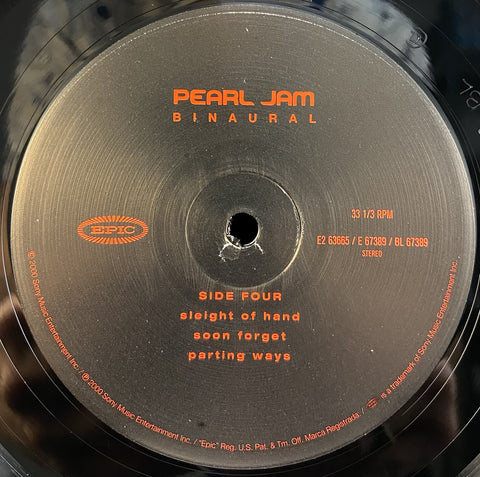 PEARL JAM
BINAURAL
33 1/3 RPM
EPIC
E2 63665 / E 67389 / BL 67389
STEREO
SIDE FOUR
sleight of hand
soon forget
parting ways
© 2000 Sony Music Entertainment Inc. / ℗ 2000 Sony Music Entertainment Inc. / "Epic" Reg. U.S. Pat. & Tm. Off. Marca Registrada. / is a trademark of Sony Music Entertainment Inc.